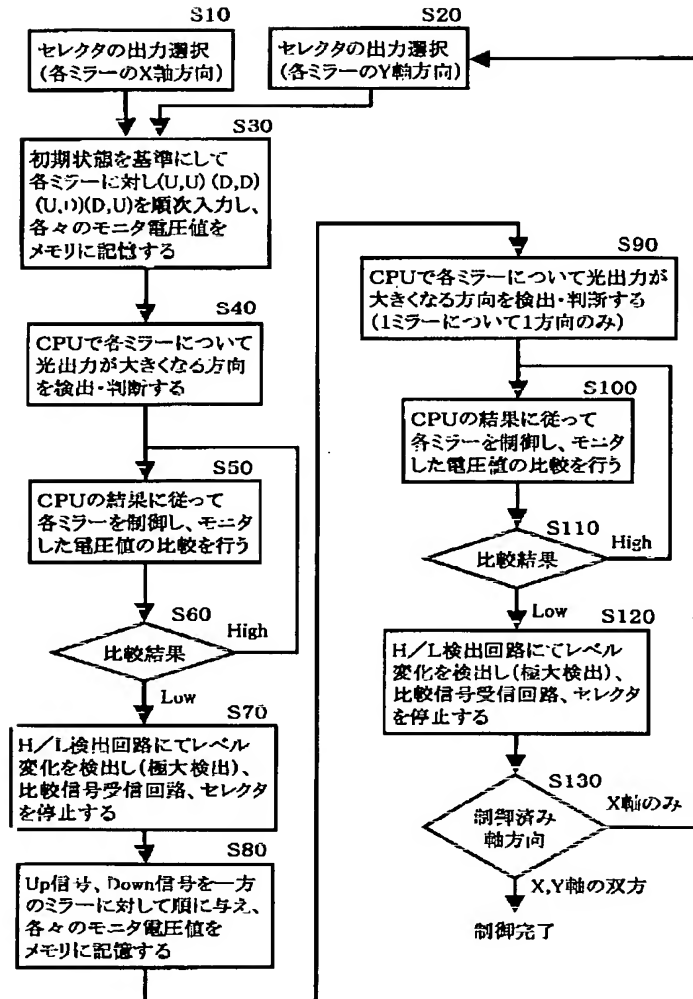 S10
セレクタの出力選択
(各ミラーのX軸方向)
S20
セレクタの出力選択
(各ミラーのY軸方向)
S30
初期状態を基準にして
各ミラーに対し(U,U) (D,D)
(U,D)(D,U)を順次入力し、
各々のモニタ電圧値を
メモリに記憶する
S40
CPUで各ミラーについて
光出力が大きくなる方向
を検出・判断する
S50
CPUの結果に従って
各ミラーを制御し、モニタ
した電圧値の比較を行う
S60
比較結果
High
Low
S70
H/L検出回路にてレベル
変化を検出し(極大検出)、
比較信号受信回路、セレクタ
を停止する
S80
Up信号、Down信号を一方
のミラーに対して順に与え、
各々のモニタ電圧値を
メモリに記憶する
S90
CPUで各ミラーについて光出力が
大きくなる方向を検出・判断する
(1ミラーについて1方向のみ)
S100
CPUの結果に従って
各ミラーを制御し、モニタ
した電圧値の比較を行う
S110
比較結果
High
Low
S120
H/L検出回路にてレベル
変化を検出し(極大検出)、
比較信号受信回路、セレクタ
を停止する
S130
制御済み
軸方向
X軸のみ
X,Y軸の双方
制御完了